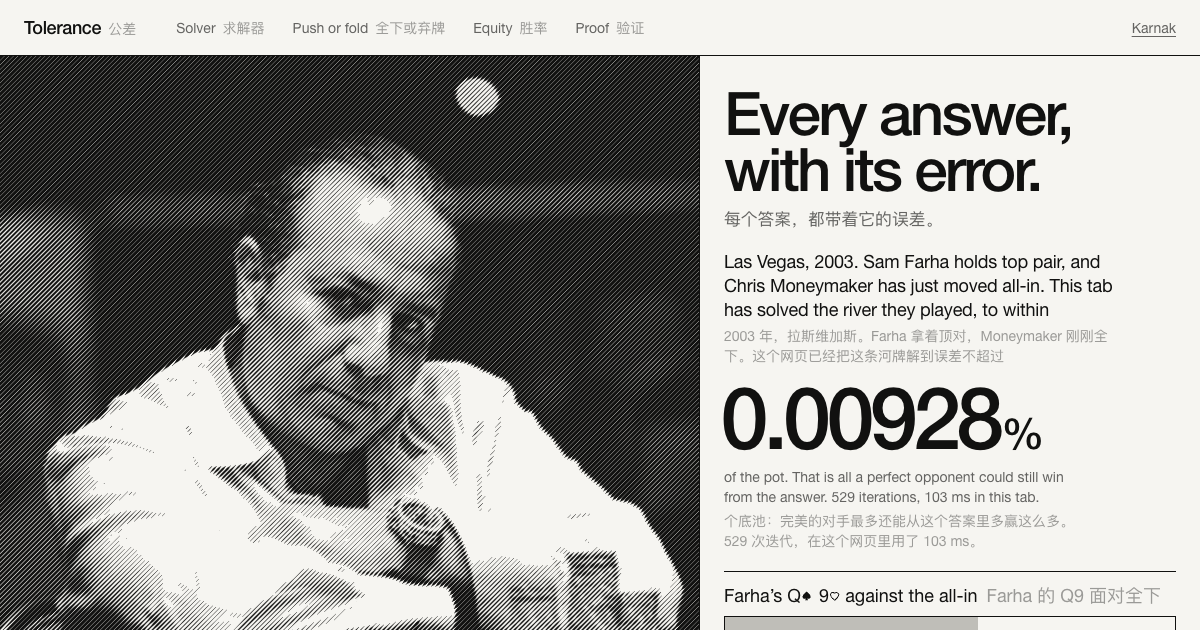 Tolerance 公差 Solver 求解器 Push or fold 全下或弃牌 Equity 胜率 Proof 验证 Karnak
Every answer,
with its error.
每个答案，都带着它的误差。
Las Vegas, 2003. Sam Farha holds top pair, and
Chris Moneymaker has just moved all-in. This tab
has solved the river they played, to within
2003 年，拉斯维加斯。Farha 拿着顶对，Moneymaker 刚刚全
下。这个网页已经把这条河牌解到误差不超过
0.00928%
of the pot. That is all a perfect opponent could still win
from the answer. 529 iterations, 103 ms in this tab.
个底池：完美的对手最多还能从这个答案里多赢这么多。
529 次迭代，在这个网页里用了 103 ms。
Farha’s Q♠ 9♡ against the all-in Farha 的 Q9 面对全下